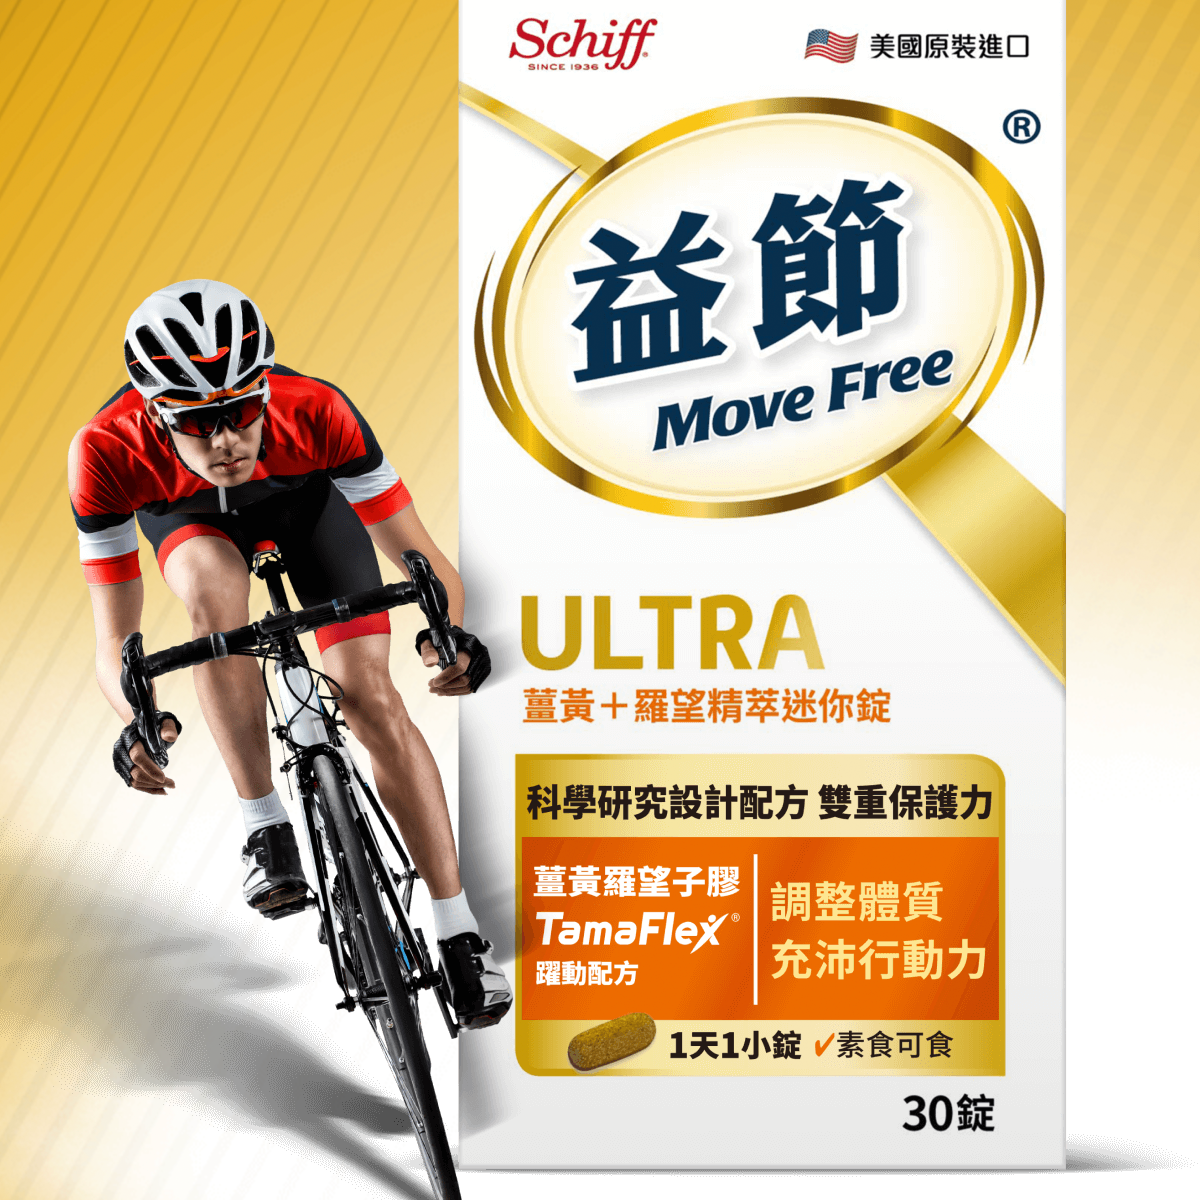 Schiff
SINCE 1936
美國原裝進口
®
益節
Move Free
ULTRA
薑黃＋羅望精萃迷你錠
科學研究設計配方 雙重保護力
薑黃羅望子膠
TamaFlex®
躍動配方
調整體質
充沛行動力
1天1小錠 ✓素食可食
30錠